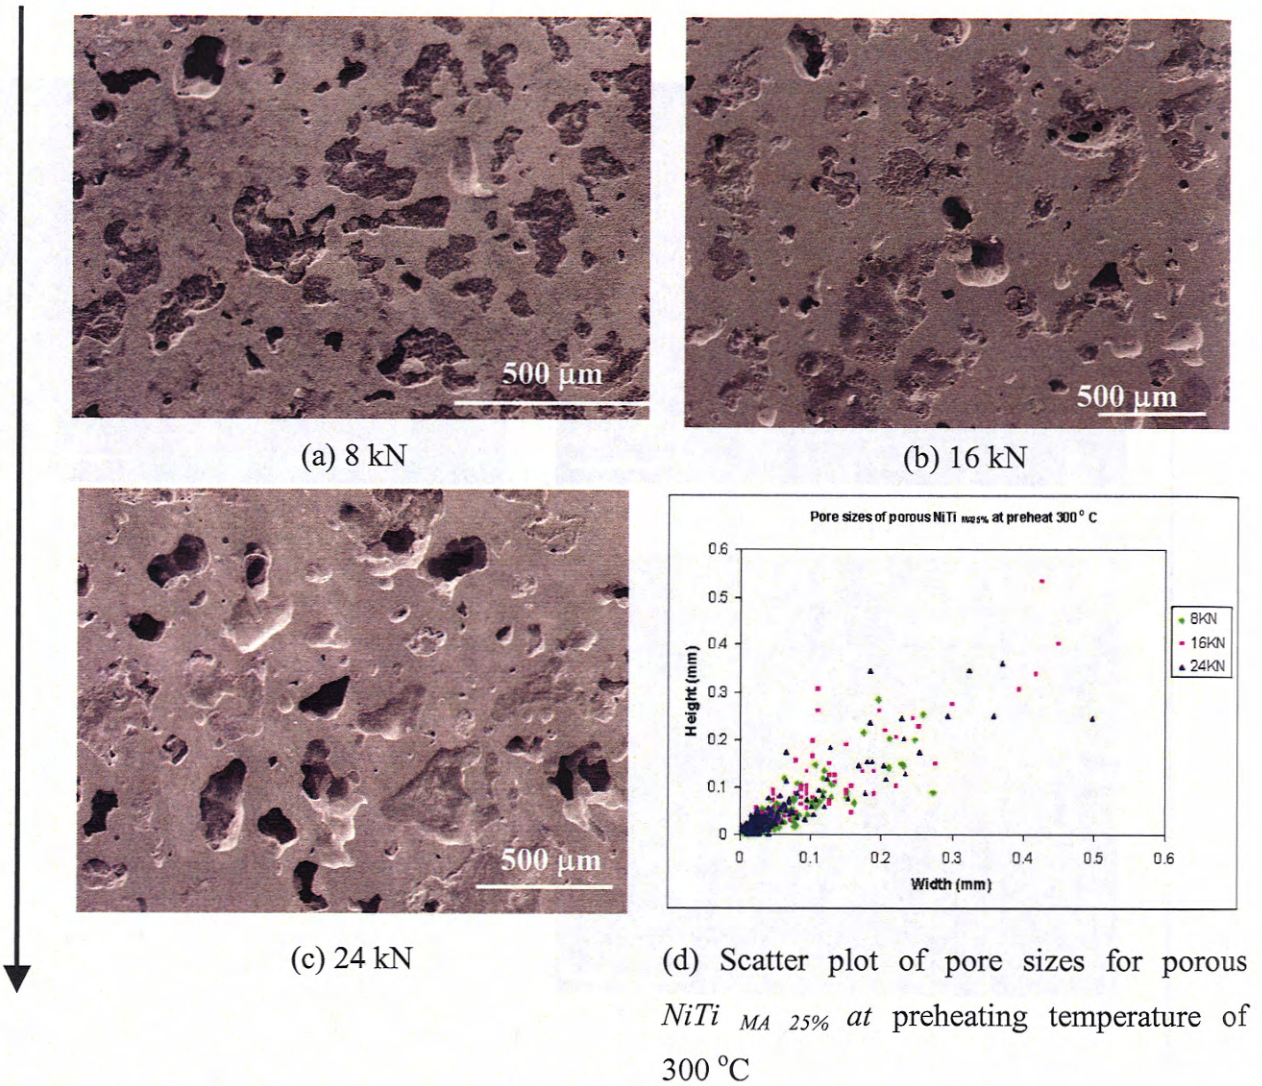 500 μm
500 μm
(a) 8 kN
(b) 16 kN
500 μm
Pore sizes of porous NiTi MA25% at preheat 300° C
0.6
0.5
0.4
0.3
0.2
0.1
0
Height (mm)
0 0.1 0.2 0.3 0.4 0.5 0.6
Width (mm)
8KN
16KN
24KN
(c) 24 kN
(d) Scatter plot of pore sizes for porous
NiTi MA 25% at preheating temperature of
300 °C